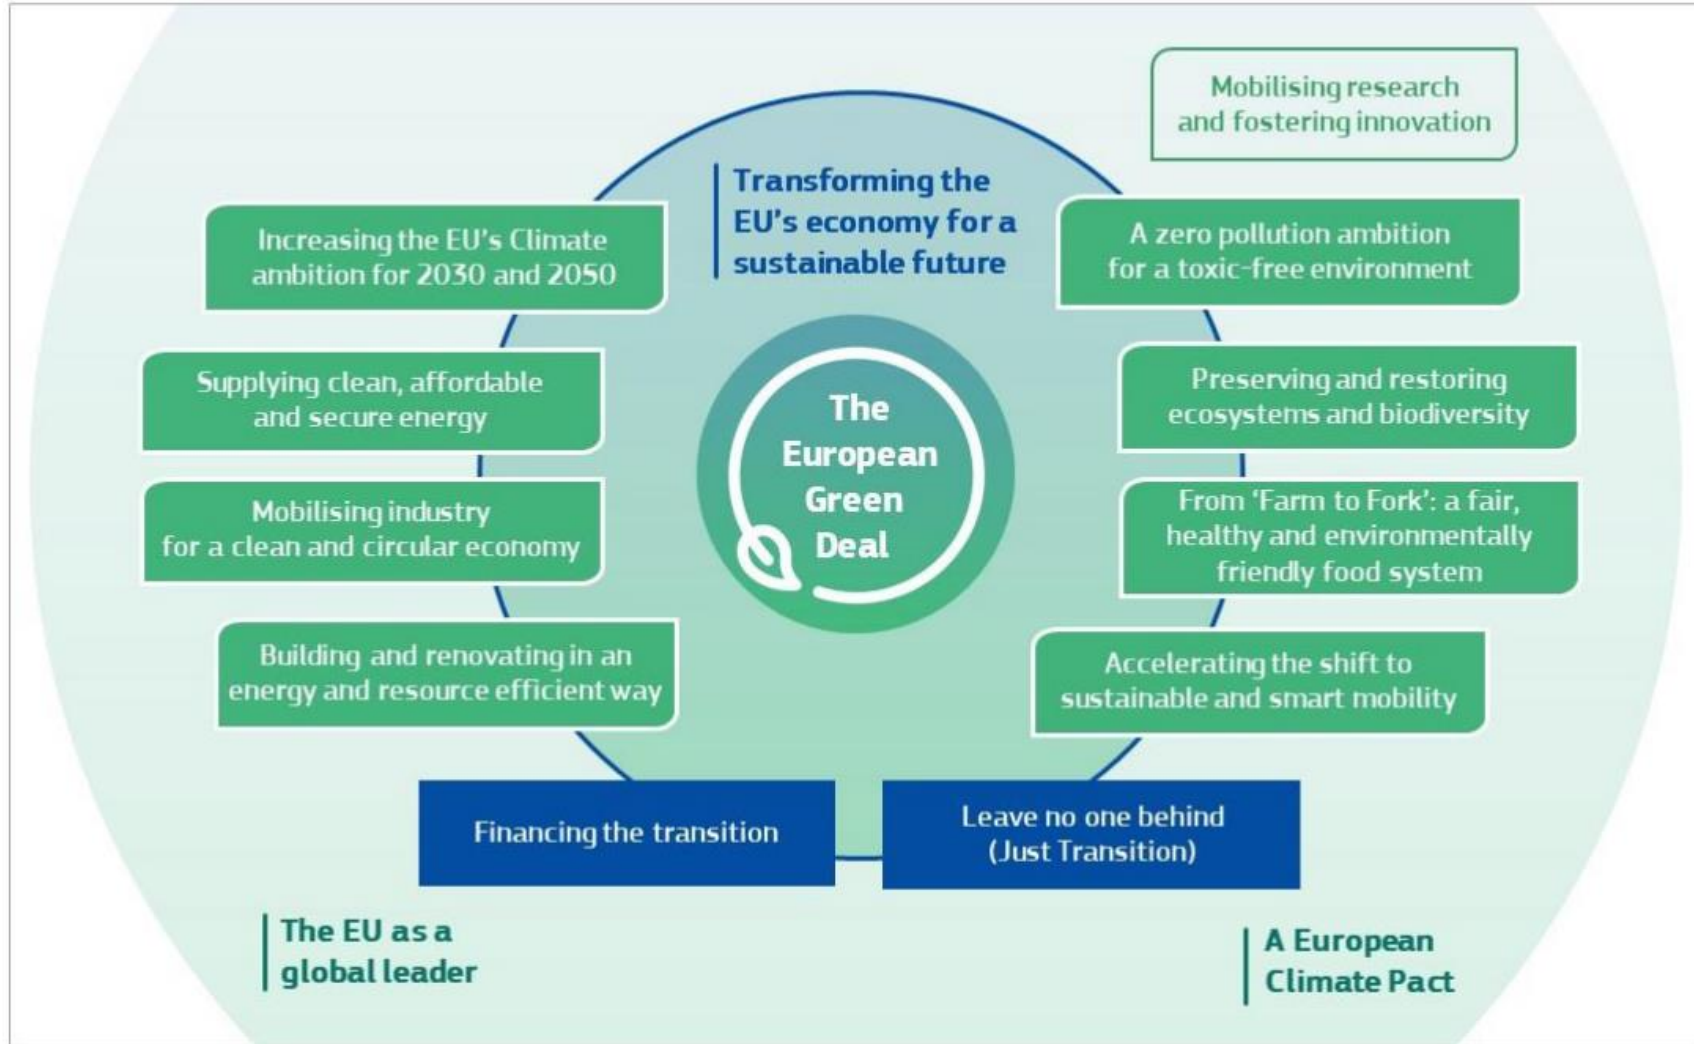 Mobilising research
and fostering innovation
Transforming the
EU's economy for a
sustainable future
Increasing the EU's Climate
ambition for 2030 and 2050
A zero pollution ambition
for a toxic-free environment
Supplying clean, affordable
and secure energy
Preserving and restoring
ecosystems and biodiversity
The
European
Green
Deal
Mobilising industry
for a clean and circular economy
From ‘Farm to Fork’: a fair,
healthy and environmentally
friendly food system
Building and renovating in an
energy and resource efficient way
Accelerating the shift to
sustainable and smart mobility
Financing the transition
Leave no one behind
(Just Transition)
The EU as a
global leader
A European
Climate Pact